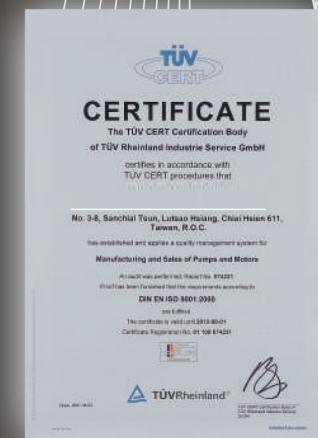 TÜV
CERT
CERTIFICATE
The TÜV CERT Certification Body
of TÜV Rheinland Industrie Service GmbH
certifies in accordance with
TÜV CERT procedures that
No. 3-8, Sanchial Tsun, Lutsao Hsiang, Chiai Hsien 611,
Taiwan, R.O.C.
has established and applies a quality management system for
Manufacturing and Sales of Pumps and Motors
An audit was performed, Report No. 074231
Proof has been furnished that the requirements according to
DIN EN ISO 9001:2000
are fulfilled.
The certificate is valid until 2010-08-01
Certificate Registration No. 01 100 074231
TÜVRheinland®